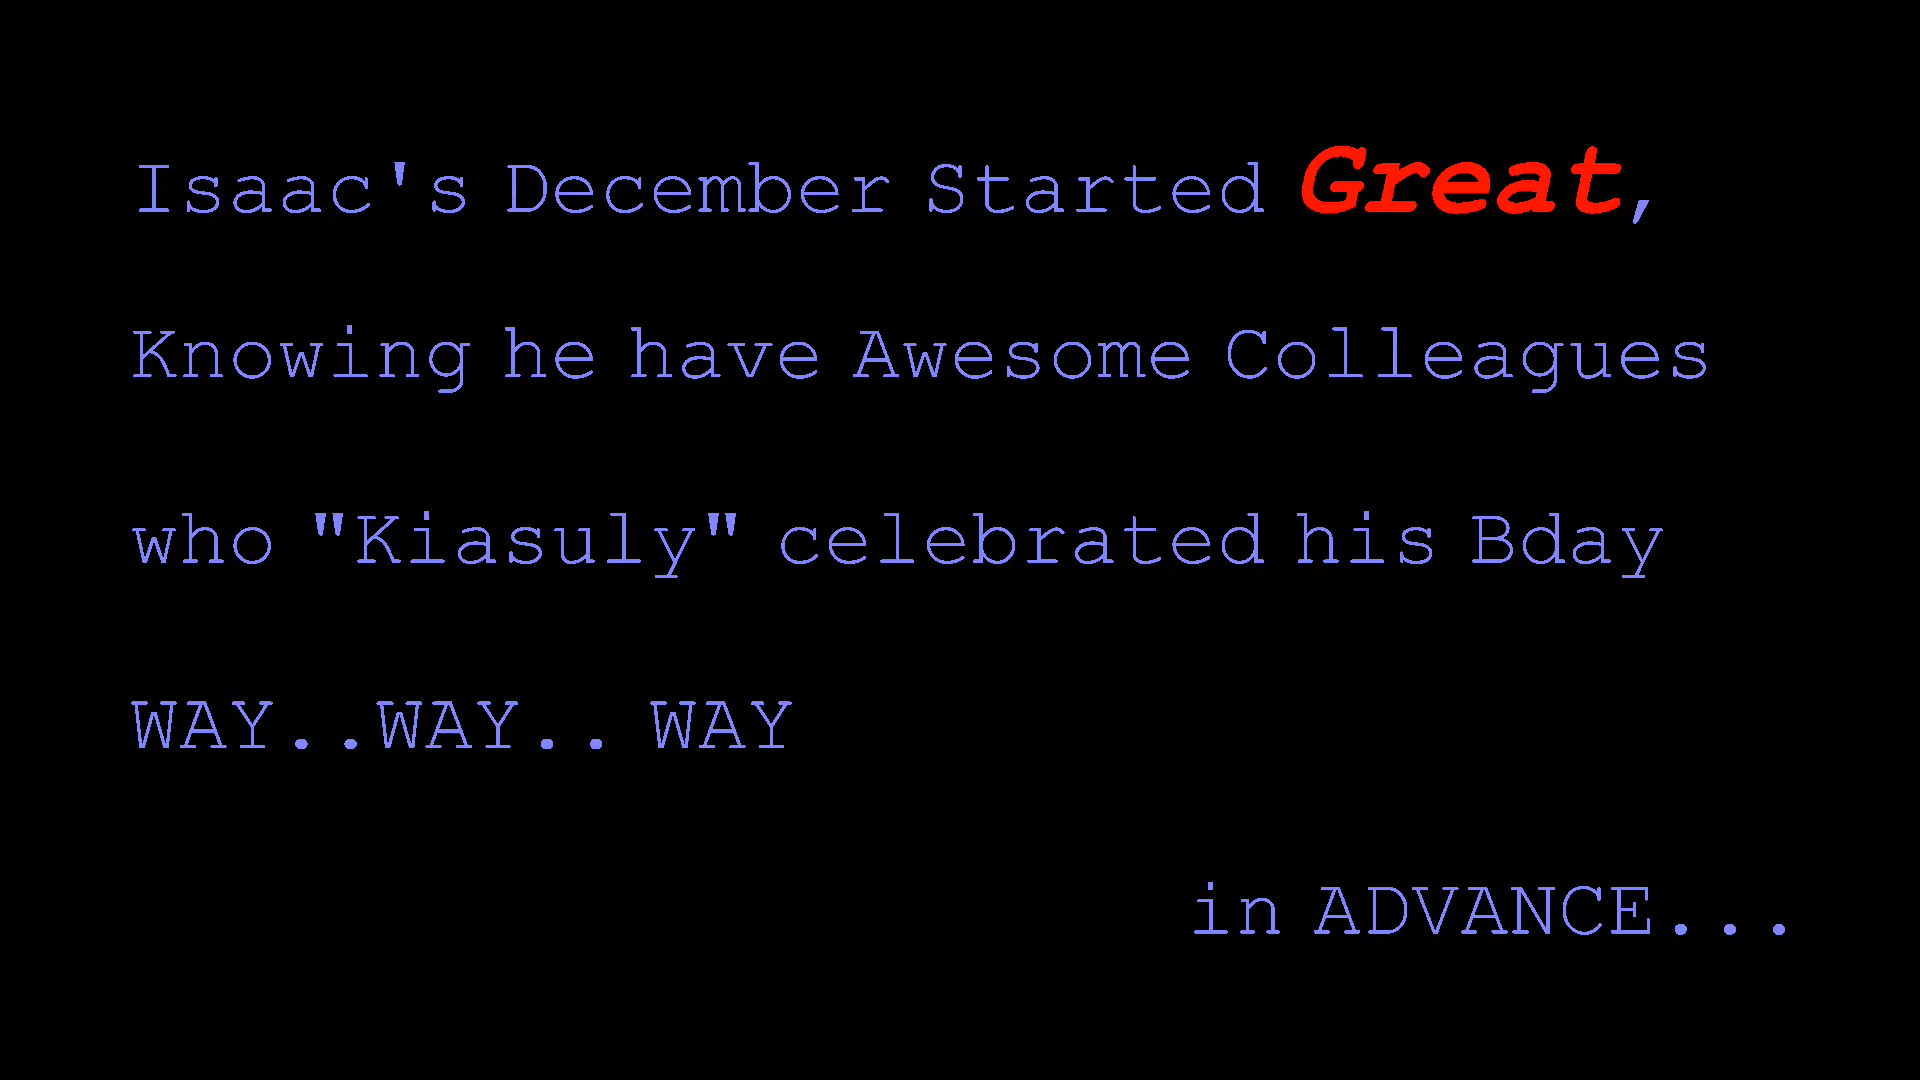 Isaac's December Started Great,
Knowing he have Awesome Colleagues
who "Kiasuly" celebrated his Bday
WAY..WAY.. WAY
in ADVANCE...